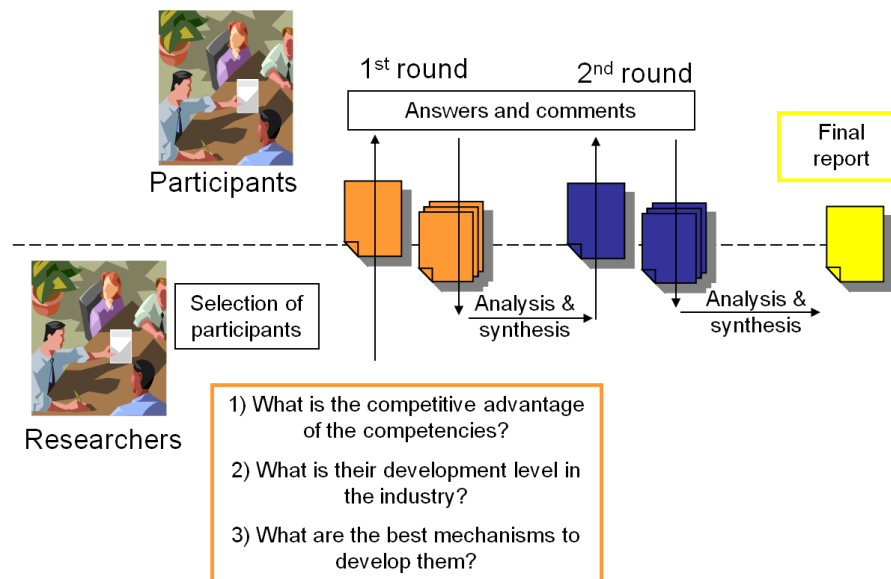 1st round
2nd round
Answers and comments
Final
report
Participants
Selection of
participants
Analysis &
synthesis
Analysis &
synthesis
Researchers
1) What is the competitive advantage
of the competencies?
2) What is their development level in
the industry?
3) What are the best mechanisms to
develop them?